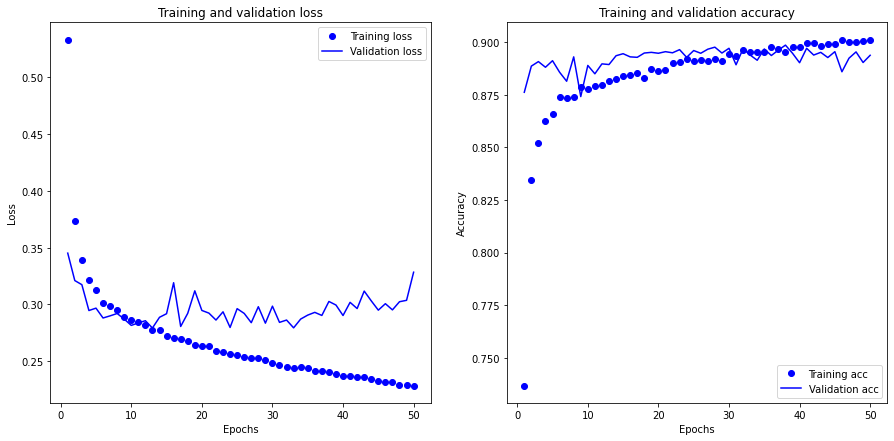 Training and validation loss
Training loss
Validation loss
0.50
0.45
0.40
0.35
0.30
0.25
Loss
0 10 20 30 40 50
Epochs
Training and validation accuracy
0.900
0.875
0.850
0.825
0.800
0.775
0.750
Accuracy
Training acc
Validation acc
0 10 20 30 40 50
Epochs